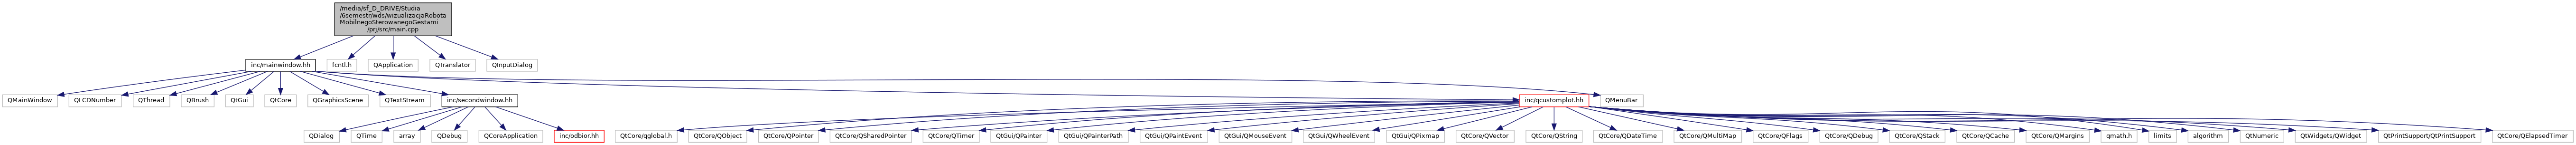 /media/sf_D_DRIVE/Studia
/6semestr/wds/wizualizacjaRobota
MobilnegoSterowanegoGestami
/prj/src/main.cpp
inc/mainwindow.hh
fcntl.h
QApplication
QTranslator
QInputDialog
QMainWindow
QLCDNumber
QThread
QBrush
QtGui
QtCore
QGraphicsScene
QTextStream
inc/secondwindow.hh
inc/qcustomplot.hh
QMenuBar
QDialog
QTime
array
QDebug
QCoreApplication
inc/odbior.hh
QtCore/qglobal.h
QtCore/QObject
QtCore/QPointer
QtCore/QSharedPointer
QtCore/QTimer
QtGui/QPainter
QtGui/QPainterPath
QtGui/QPaintEvent
QtGui/QMouseEvent
QtGui/QWheelEvent
QtGui/QPixmap
QtCore/QVector
QtCore/QString
QtCore/QDateTime
QtCore/QMultiMap
QtCore/QFlags
QtCore/QDebug
QtCore/QStack
QtCore/QCache
QtCore/QMargins
qmath.h
limits
algorithm
QtNumeric
QtWidgets/QWidget
QtPrintSupport/QtPrintSupport
QtCore/QElapsedTimer